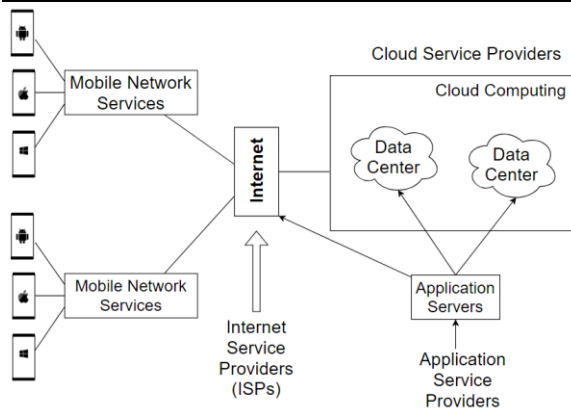 Mobile Network
Services
Cloud Service Providers
Cloud Computing
Data
Center
Data
Center
Internet
Mobile Network
Services
Application
Servers
Internet
Service
Providers
(ISPs)
Application
Service
Providers